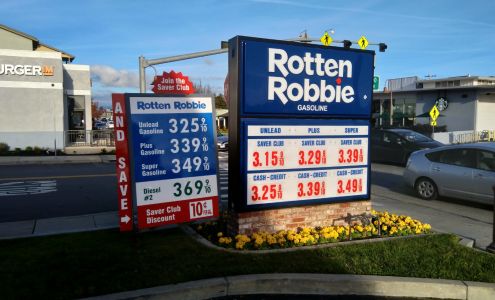 BURGER IM
Join the
Saver Club
AND SAVE
Rotten Robbie
Unlead
Gasoline 325 9/10
Plus
Gasoline 339 9/10
Super
Gasoline 349 9/10
Diesel
#2 369 9/10
Saver Club
Discount 10¢
Rotten
Robbie
GASOLINE
UNLEAD PLUS SUPER
SAVER CLUB SAVER CLUB SAVER CLUB
3.15 9/10 3.29 9/10 3.39 9/10
CASH-CREDIT CASH-CREDIT CASH-CREDIT
3.25 9/10 3.39 9/10 3.49 9/10